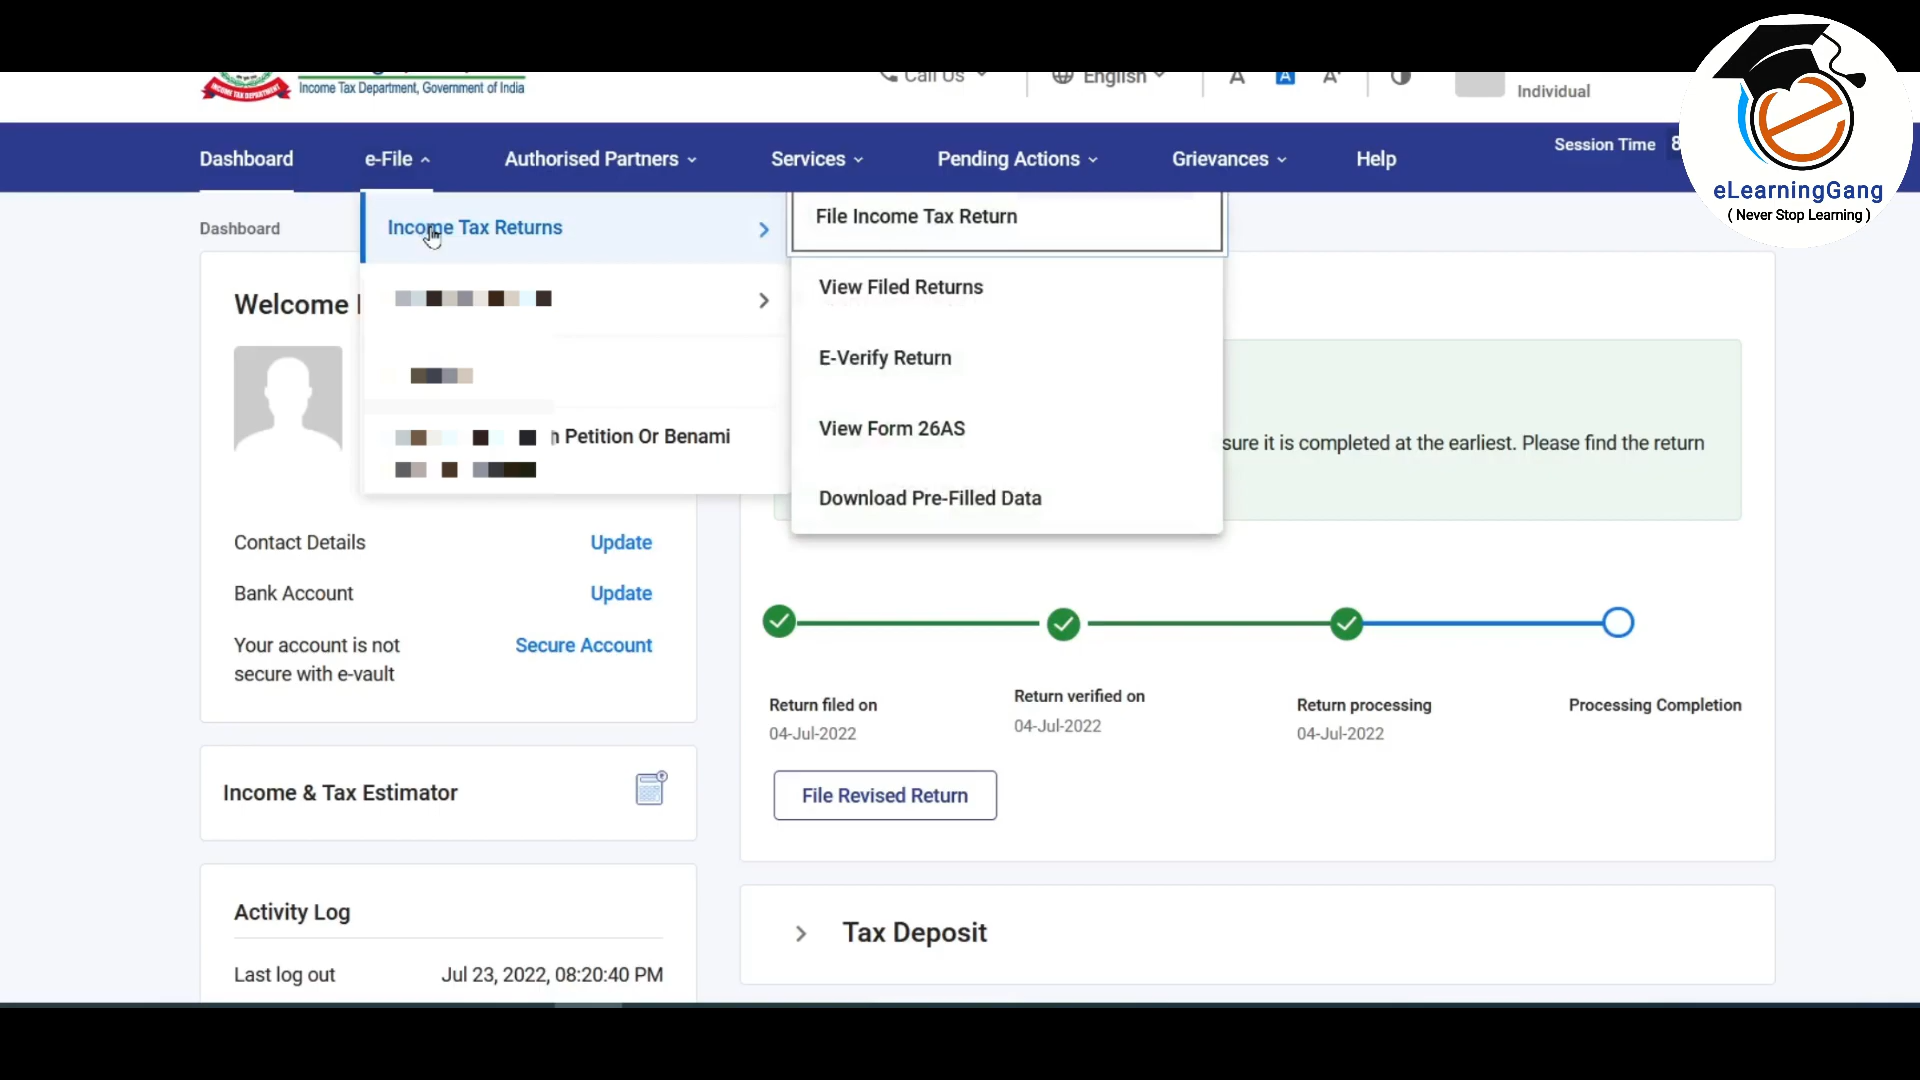 Income Tax Department, Government of India
Call Us
English
A
A
A
Individual
eLearningGang
( Never Stop Learning )
Dashboard
e-File
Authorised Partners
Services
Pending Actions
Grievances
Help
Session Time
Dashboard
Income Tax Returns
Petition Or Benami
File Income Tax Return
View Filed Returns
E-Verify Return
View Form 26AS
Download Pre-Filled Data
Welcome
sure it is completed at the earliest. Please find the return
Contact Details Update
Bank Account Update
Your account is not
secure with e-vault
Secure Account
Return filed on
04-Jul-2022
Return verified on
04-Jul-2022
Return processing
04-Jul-2022
Processing Completion
File Revised Return
Income & Tax Estimator
Activity Log
Last log out Jul 23, 2022, 08:20:40 PM
Tax Deposit